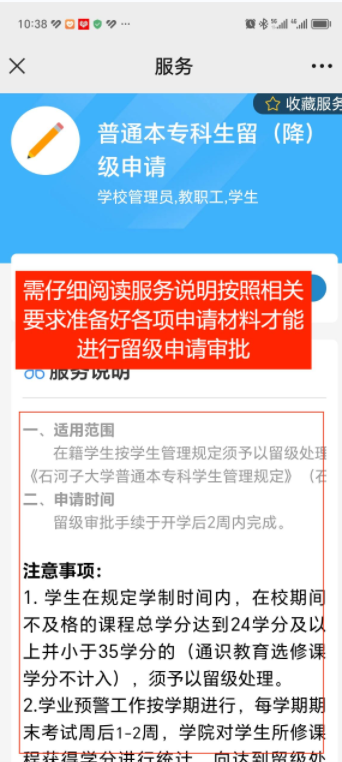 10:38
服务
收藏服务
普通本专科生留（降）
级申请
学校管理员,教职工,学生
需仔细阅读服务说明按照相关
要求准备好各项申请材料才能
进行留级申请审批
服务说明
一、适用范围
在籍学生按学生管理规定须予以留级处理
《石河子大学普通本专科学生管理规定》（石
二、申请时间
留级审批手续于开学后2周内完成。
注意事项：
1. 学生在规定学制时间内，在校期间
不及格的课程总学分达到24学分及以
上并小于35学分的（通识教育选修课
学分不计入），须予以留级处理。
2.学业预警工作按学期进行，每学期期
末考试周后1-2周，学院对学生所修课
程获得学分进行统计，向达到留级处